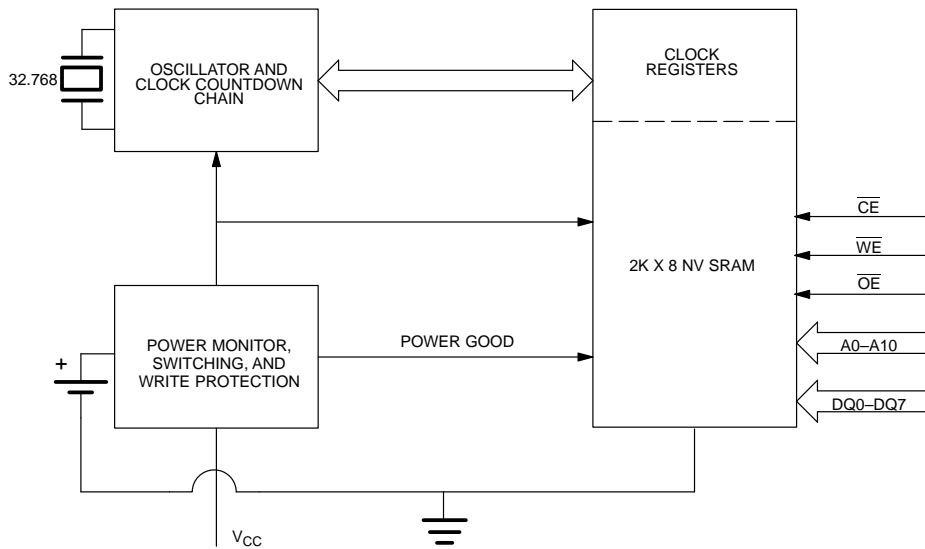 32.768
OSCILLATOR AND
CLOCK COUNTDOWN
CHAIN
CLOCK
REGISTERS
CE
WE
2K X 8 NV SRAM
OE
POWER MONITOR,
SWITCHING, AND
WRITE PROTECTION
POWER GOOD
A0–A10
+
DQ0–DQ7
VCC